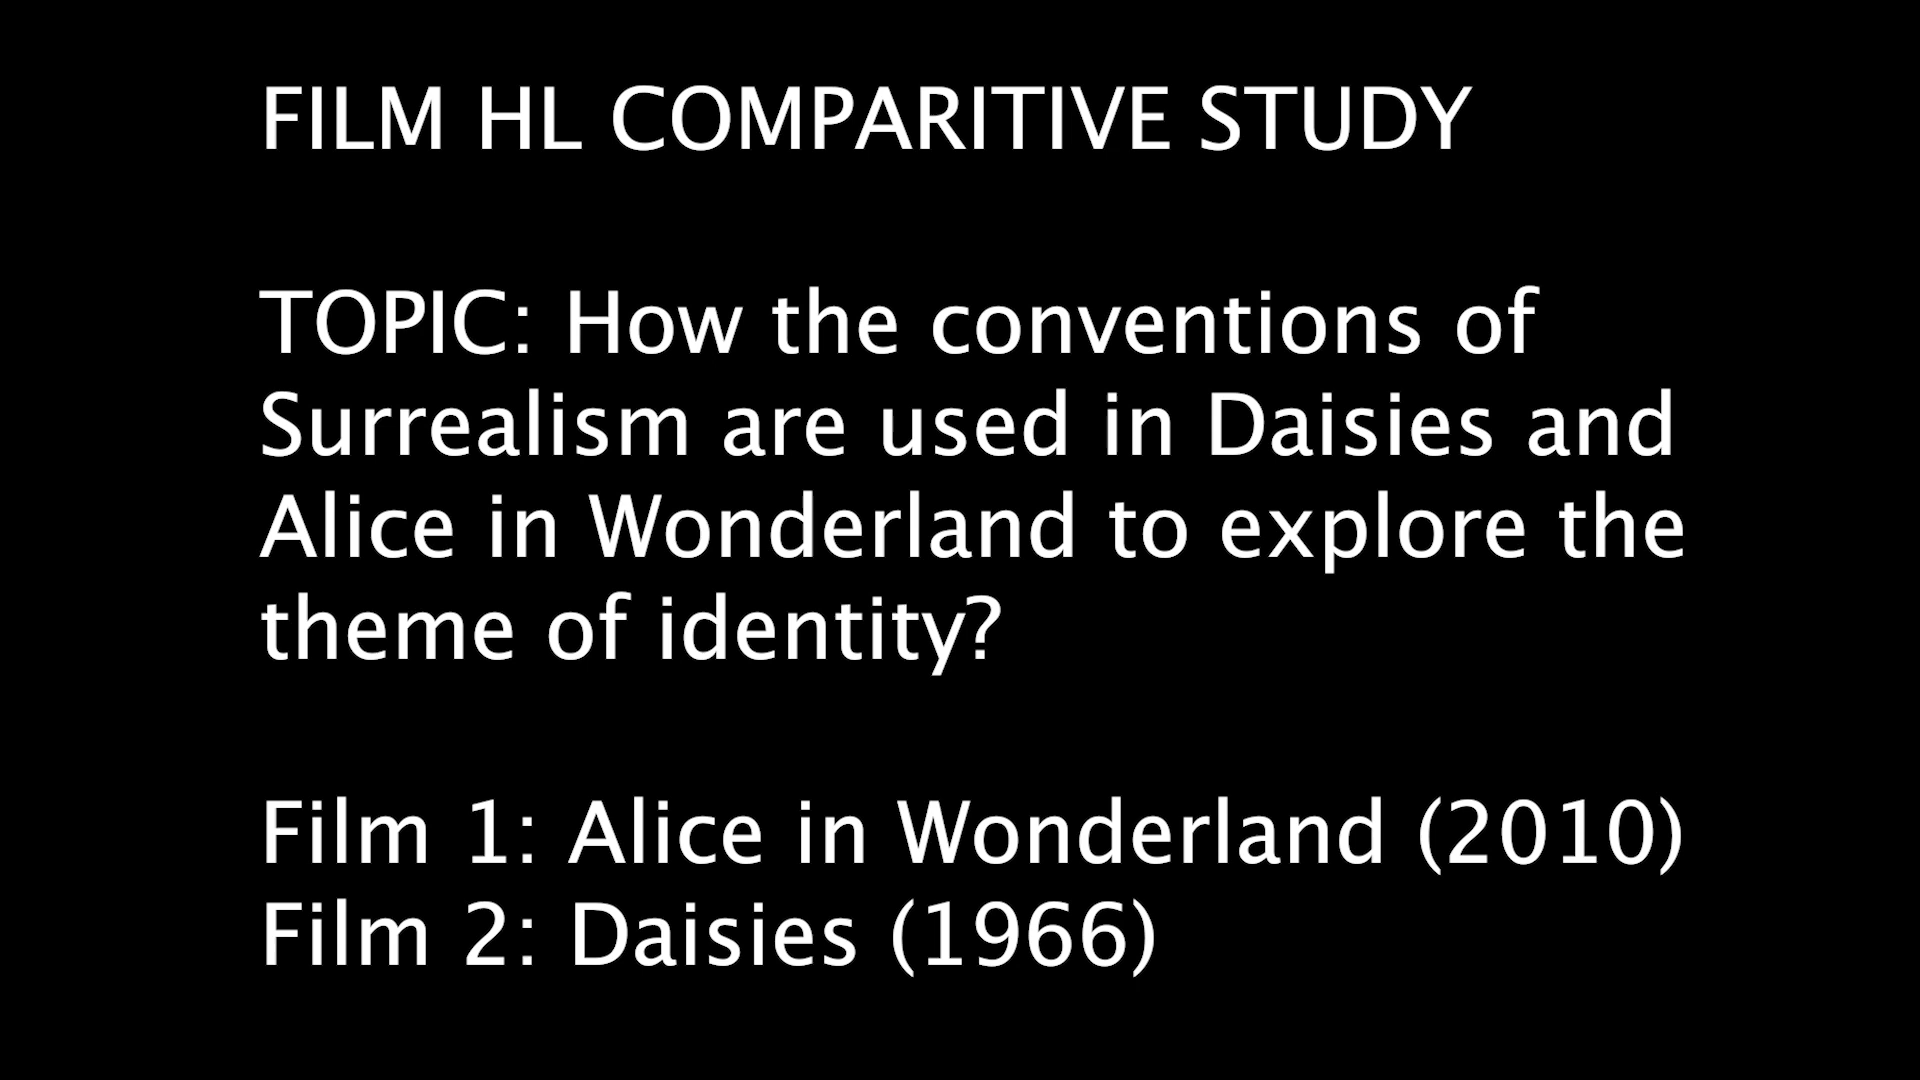 FILM HL COMPARITIVE STUDY
TOPIC: How the conventions of
Surrealism are used in Daisies and
Alice in Wonderland to explore the
theme of identity?
Film 1: Alice in Wonderland (2010)
Film 2: Daisies (1966)